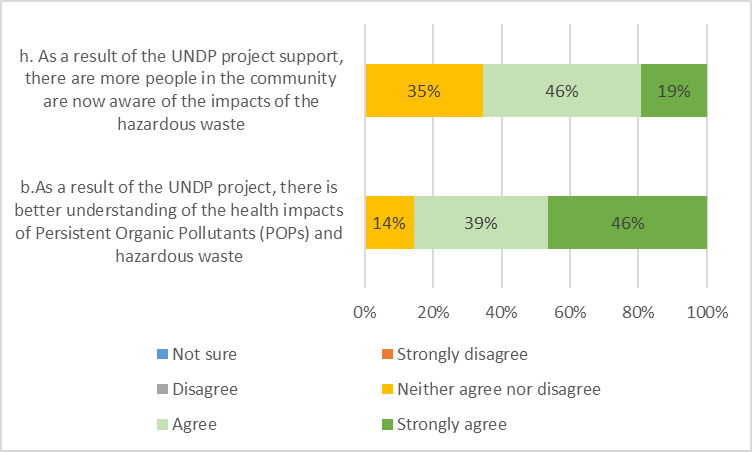 h. As a result of the UNDP project support,
there are more people in the community
are now aware of the impacts of the
hazardous waste
35% 46% 19%
b.As a result of the UNDP project, there is
better understanding of the health impacts
of Persistent Organic Pollutants (POPs) and
hazardous waste
14% 39% 46%
0% 20% 40% 60% 80% 100%
Not sure Strongly disagree
Disagree Neither agree nor disagree
Agree Strongly agree